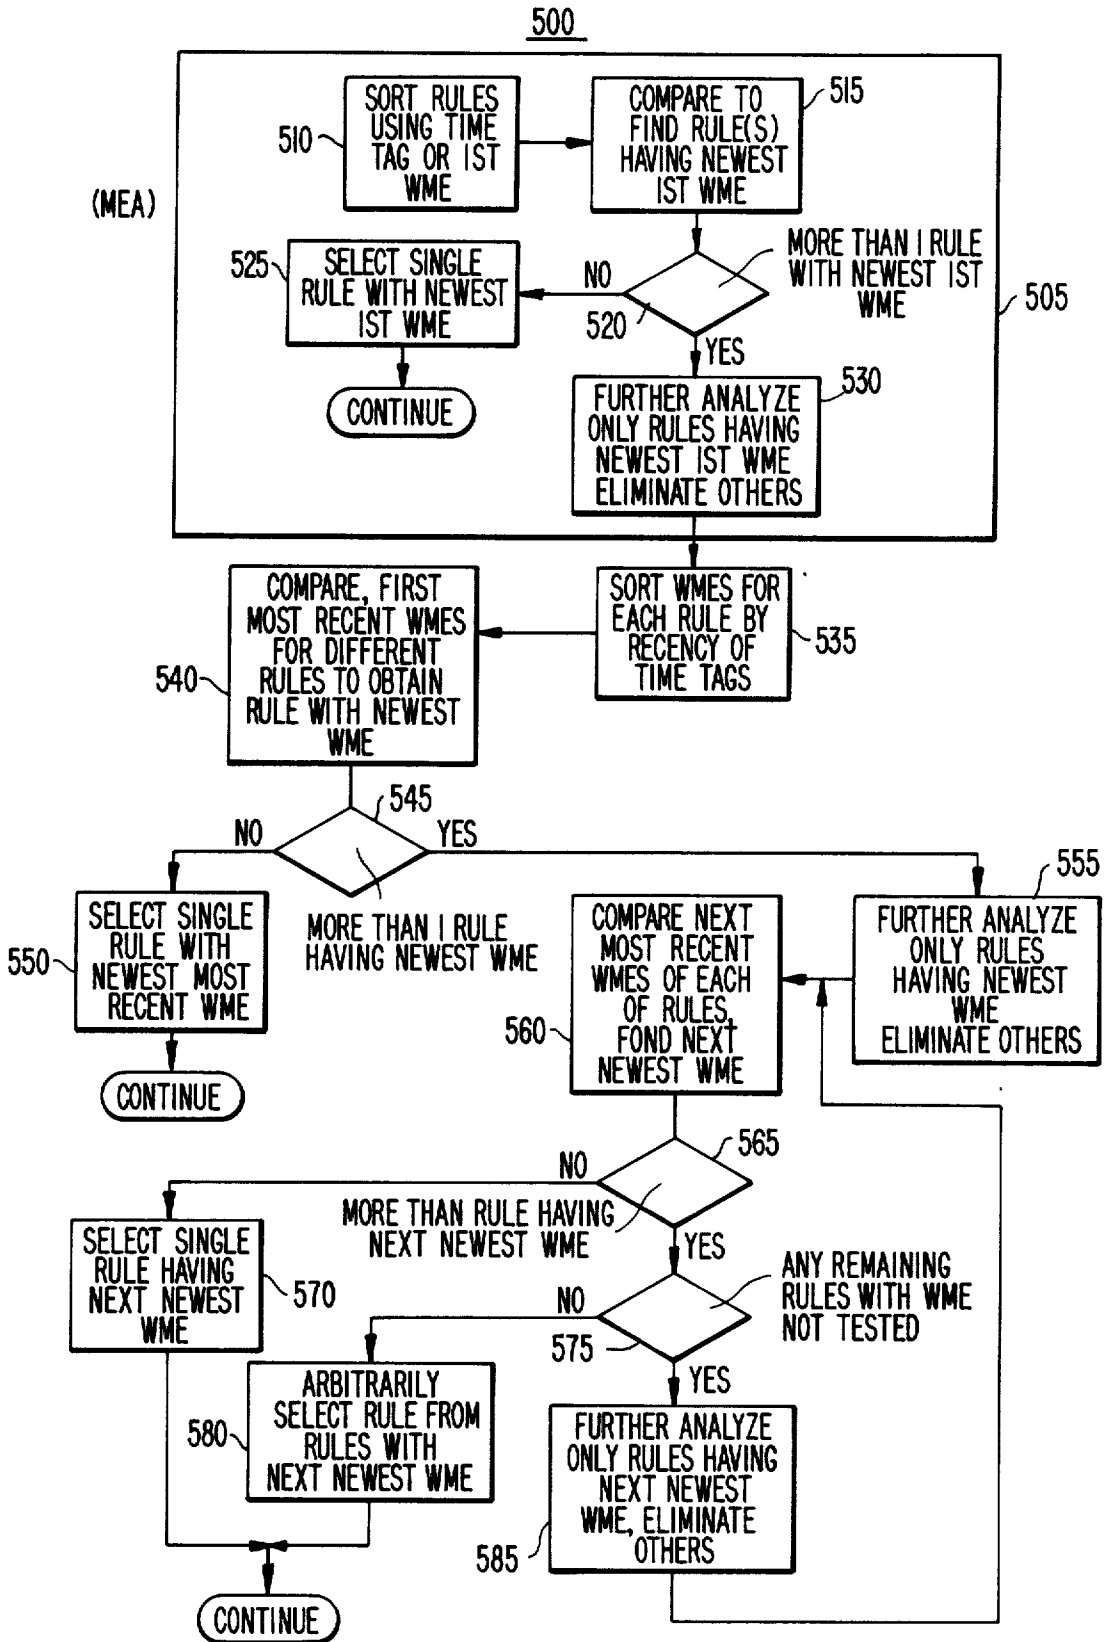 500
510
SORT RULES
USING TIME
TAG OR 1ST
WME
515
COMPARE TO
FIND RULE(S)
HAVING NEWEST
1ST WME
(MEA)
525
SELECT SINGLE
RULE WITH NEWEST
1ST WME
NO
520
MORE THAN 1 RULE
WITH NEWEST 1ST
WME
505
YES
CONTINUE
530
FURTHER ANALYZE
ONLY RULES HAVING
NEWEST 1ST WME
ELIMINATE OTHERS
535
SORT WMES FOR
EACH RULE BY
RECENCY OF
TIME TAGS
540
COMPARE, FIRST
MOST RECENT WMES
FOR DIFFERENT
RULES TO OBTAIN
RULE WITH NEWEST
WME
545
NO
YES
MORE THAN 1 RULE
HAVING NEWEST WME
550
SELECT SINGLE
RULE WITH
NEWEST MOST
RECENT WME
CONTINUE
555
FURTHER ANALYZE
ONLY RULES
HAVING NEWEST
WME
ELIMINATE OTHERS
560
COMPARE NEXT
MOST RECENT
WMES OF EACH
OF RULES,
FOND NEXT
NEWEST WME
565
NO
MORE THAN RULE HAVING
NEXT NEWEST WME
YES
570
SELECT SINGLE
RULE HAVING
NEXT NEWEST
WME
NO
575
ANY REMAINING
RULES WITH WME
NOT TESTED
YES
580
ARBITRARILY
SELECT RULE FROM
RULES WITH
NEXT NEWEST WME
585
FURTHER ANALYZE
ONLY RULES HAVING
NEXT NEWEST
WME, ELIMINATE
OTHERS
CONTINUE